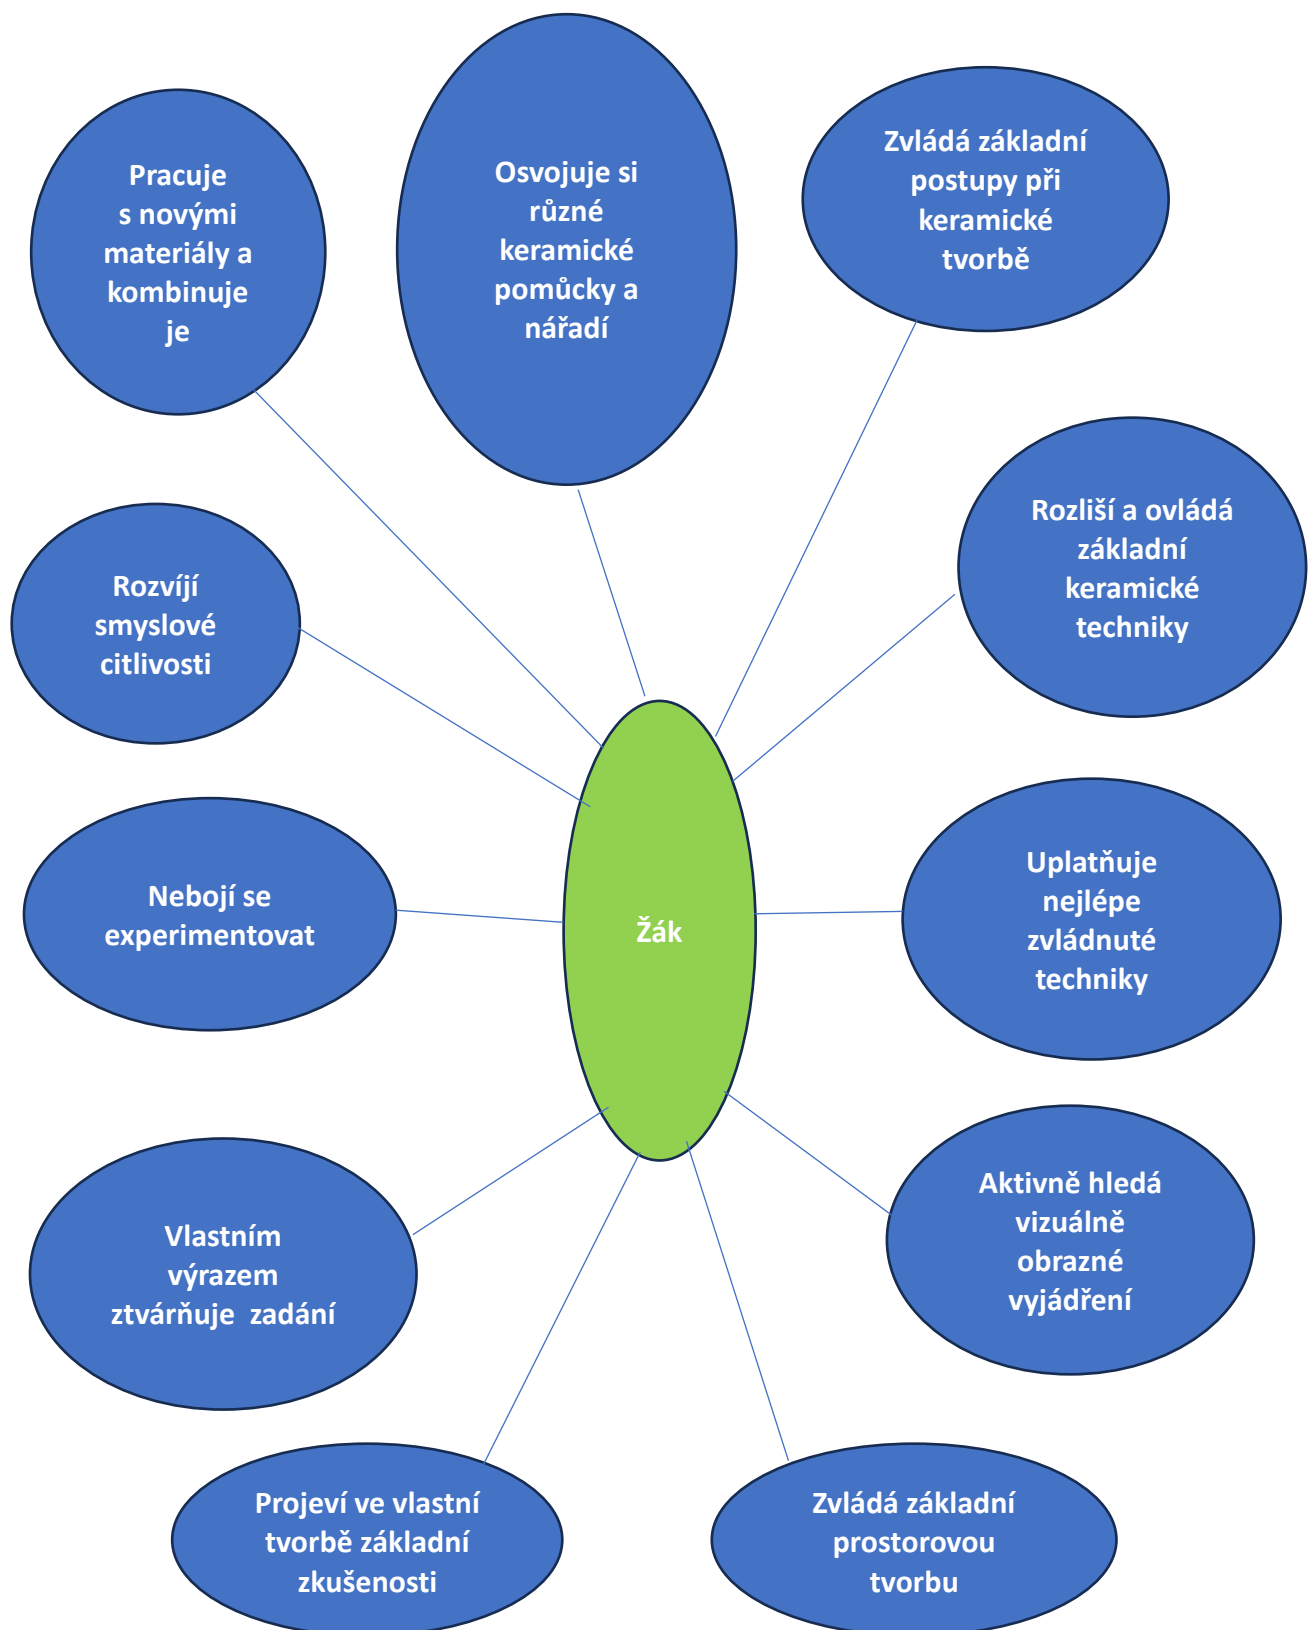 Pracuje
s novými
materiály a
kombinuje
je
Osvojuje si
různé
keramické
pomůcky a
nářadí
Zvládá základní
postupy při
keramické
tvorbě
Rozliší a ovládá
základní
keramické
techniky
Rozvíjí
smyslové
citlivosti
Nebojí se
experimentovat
Žák
Uplatňuje
nejlépe
zvládnuté
techniky
Aktivně hledá
vizuálně
obrazné
vyjádření
Vlastním
výrazem
ztvárňuje  zadání
Projeví ve vlastní
tvorbě základní
zkušenosti
Zvládá základní
prostorovou
tvorbu